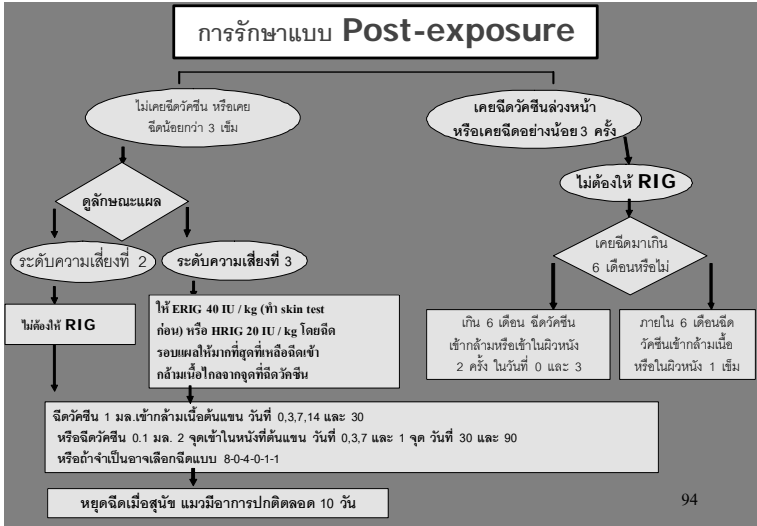 การรักษาแบบ Post-exposure
ไม่เคยฉีดวัคซีน หรือเคย
ฉีดน้อยกว่า 3 เข็ม
เคยฉีดวัคซีนล่วงหน้า
หรือเคยฉีดอย่างน้อย 3 ครั้ง
ดูลักษณะแผล
ไม่ต้องให้ RIG
ระดับความเสี่ยงที่ 2
ระดับความเสี่ยงที่ 3
เคยฉีดมาเกิน
6 เดือนหรือไม่
ไม่ต้องให้ RIG
ให้ ERIG 40 IU / kg (ทำ skin test
ก่อน) หรือ HRIG 20 IU / kg โดยฉีด
รอบแผลให้มากที่สุดที่เหลือฉีดเข้า
กล้ามเนื้อไกลจากจุดที่ฉีดวัคซีน
เกิน 6 เดือน ฉีดวัคซีน
เข้ากล้ามหรือเข้าในผิวหนัง
2 ครั้ง ในวันที่ 0 และ 3
ภายใน 6 เดือนฉีด
วัคซีนเข้ากล้ามเนื้อ
หรือในผิวหนัง 1 เข็ม
ฉีดวัคซีน 1 มล.เข้ากล้ามเนื้อต้นแขน วันที่ 0,3,7,14 และ 30
หรือฉีดวัคซีน 0.1 มล. 2 จุดเข้าในหนังที่ต้นแขน วันที่ 0,3,7 และ 1 จุด วันที่ 30 และ 90
หรือถ้าจำเป็นอาจเลือกฉีดแบบ 8-0-4-0-1-1
หยุดฉีดเมื่อสุนัข แมวมีอาการปกติตลอด 10 วัน
94